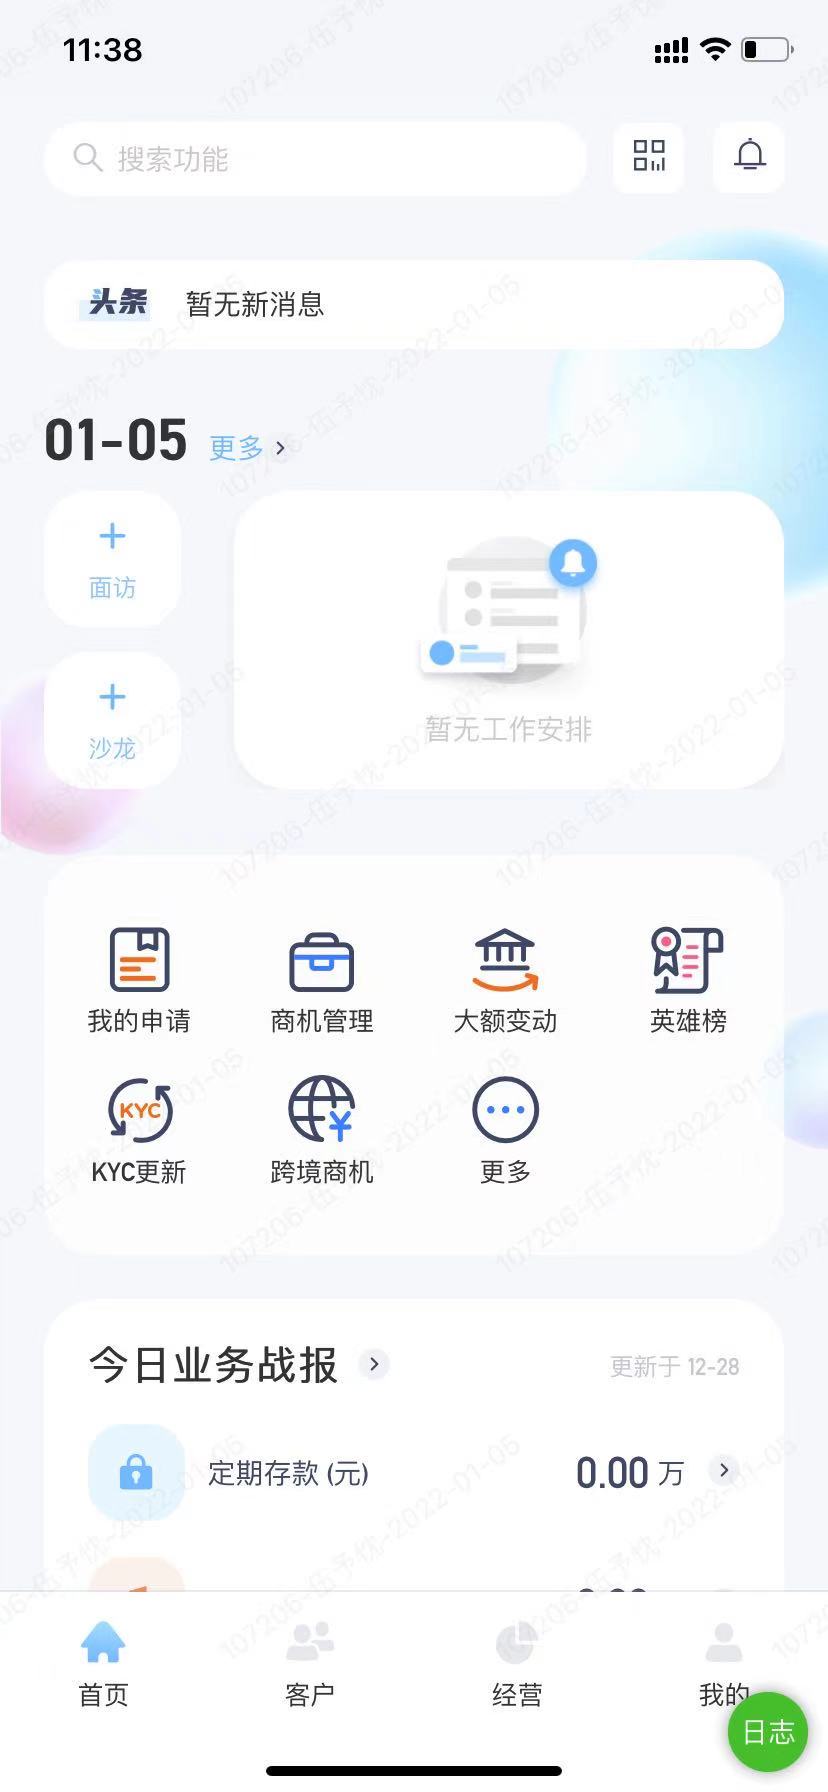 11:38
搜索功能
头条 暂无新消息
01-05 更多
面访
沙龙
暂无工作安排
我的申请 商机管理 大额变动 英雄榜
KYC
KYC更新 跨境商机 更多
今日业务战报 更新于 12-28
定期存款 (元) 0.00 万
首页 客户 经营 我的
日志
107206-伍予忱-2022-01-05